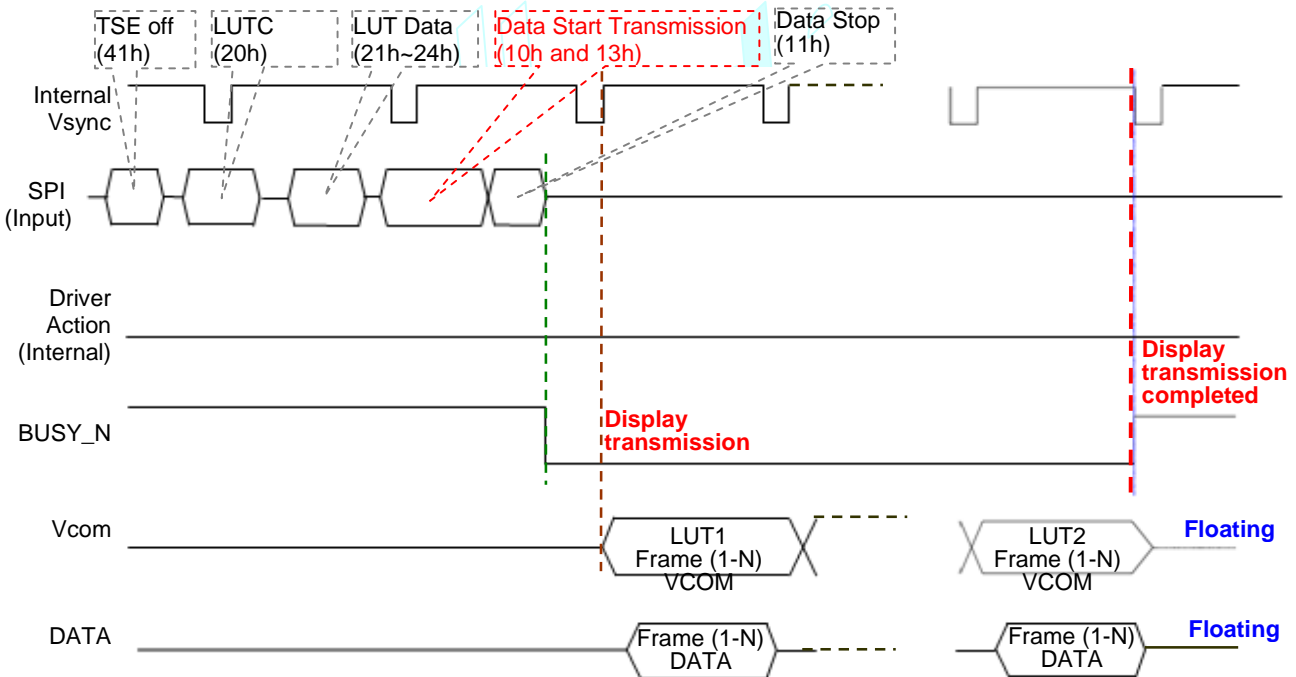 TSE off
(41h)
LUTC
(20h)
LUT Data
(21h~24h)
Data Start Transmission
(10h and 13h)
Data Stop
(11h)
Internal
Vsync
SPI
(Input)
Driver
Action
(Internal)
Display
transmission
completed
BUSY_N
Display
transmission
Vcom
LUT1
Frame (1-N)
VCOM
LUT2
Frame (1-N)
VCOM
Floating
DATA
Frame (1-N)
DATA
Frame (1-N)
DATA
Floating